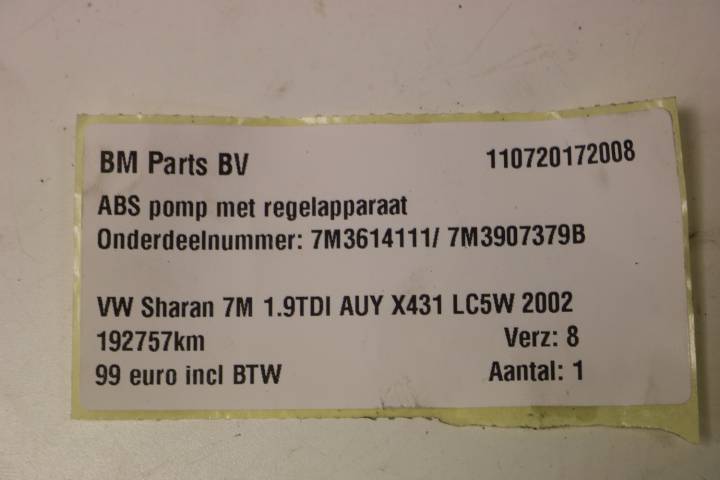 BM Parts BV 110720172008
ABS pomp met regelapparaat
Onderdeelnummer: 7M3614111/ 7M3907379B
VW Sharan 7M 1.9TDI AUY X431 LC5W 2002
192757km Verz: 8
99 euro incl BTW Aantal: 1